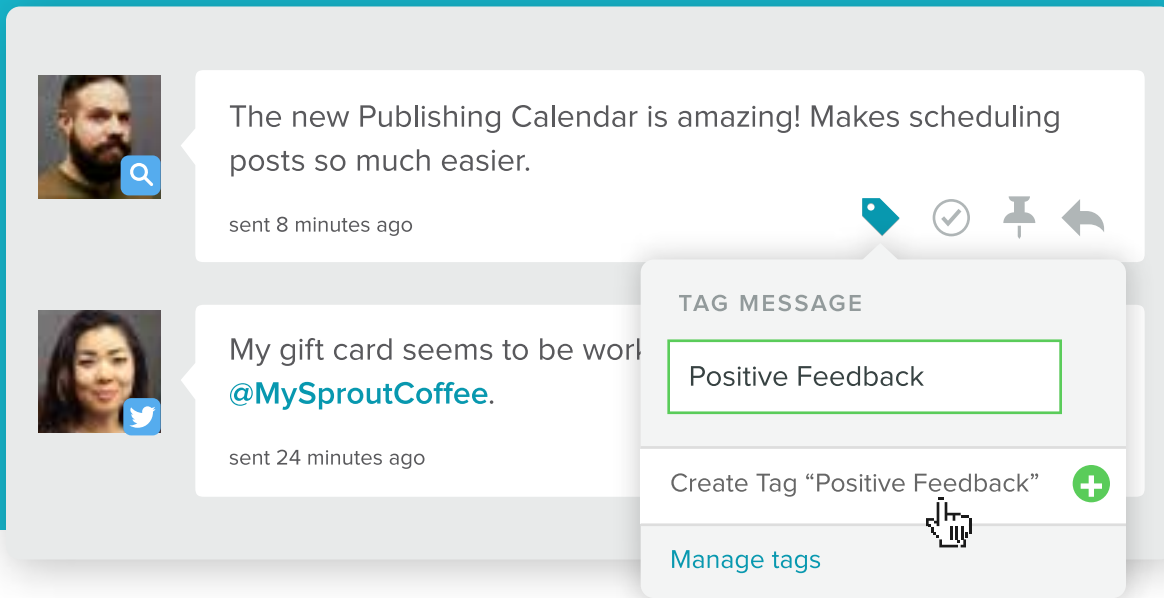 The new Publishing Calendar is amazing! Makes scheduling
posts so much easier.
sent 8 minutes ago
TAG MESSAGE
Positive Feedback
Create Tag “Positive Feedback”
Manage tags
My gift card seems to be
@MySproutCoffee.
sent 24 minutes ago